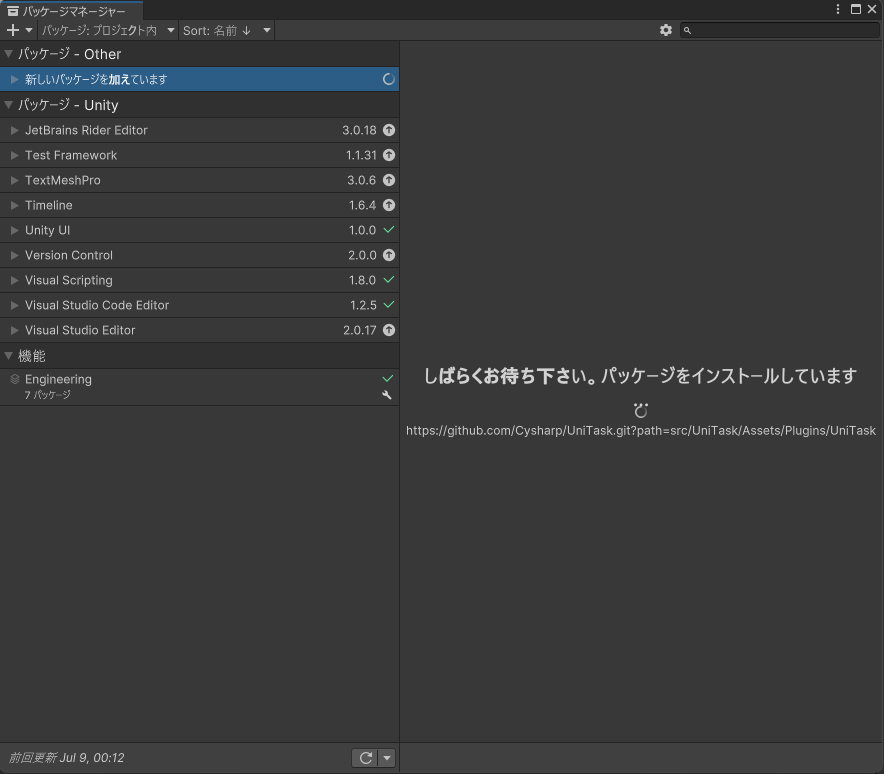 パッケージマネージャー
パッケージ: プロジェクト内 Sort: 名前 ↓
パッケージ - Other
新しいパッケージを加えています
パッケージ - Unity
JetBrains Rider Editor 3.0.18
Test Framework 1.1.31
TextMeshPro 3.0.6
Timeline 1.6.4
Unity UI 1.0.0
Version Control 2.0.0
Visual Scripting 1.8.0
Visual Studio Code Editor 1.2.5
Visual Studio Editor 2.0.17
機能
Engineering
7 パッケージ
しばらくお待ち下さい。パッケージをインストールしています
https://github.com/Cysharp/UniTask.git?path=src/UniTask/Assets/Plugins/UniTask
前回更新 Jul 9, 00:12